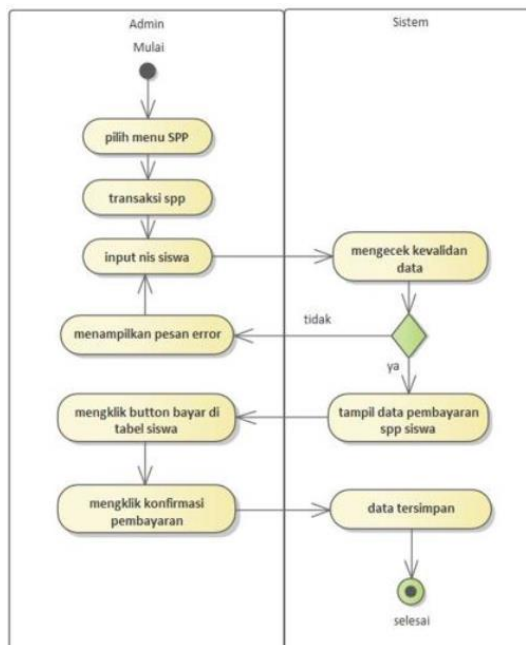 Admin
Sistem
Mulai
pilih menu SPP
transaksi spp
input nis siswa
mengecek kevalidan
data
tidak
menampilkan pesan error
ya
mengklik button bayar di
tabel siswa
tampil data pembayaran
spp siswa
mengklik konfirmasi
pembayaran
data tersimpan
selesai